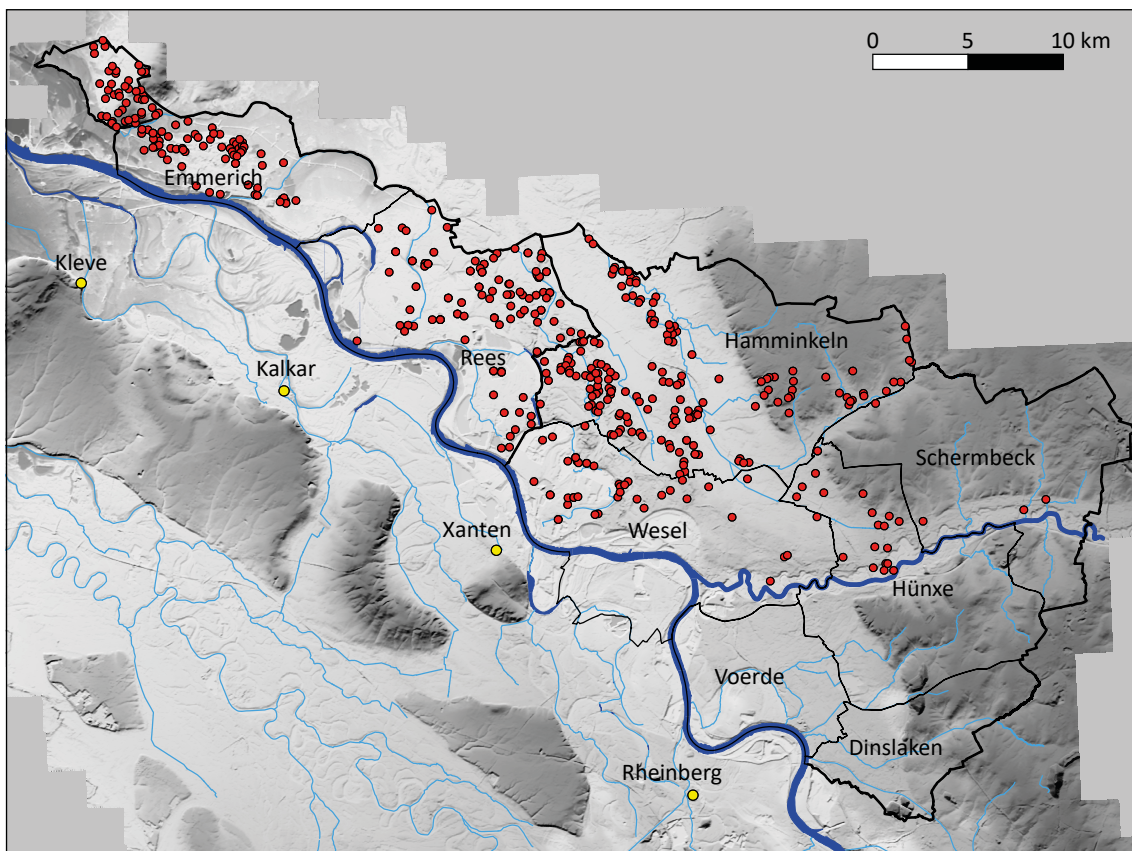 0 5 10 km
Emmerich
Kleve
Hamminkeln
Rees
Kalkar
Schermbeck
Xanten
Wesel
Hünxe
Voerde
Dinslaken
Rheinberg